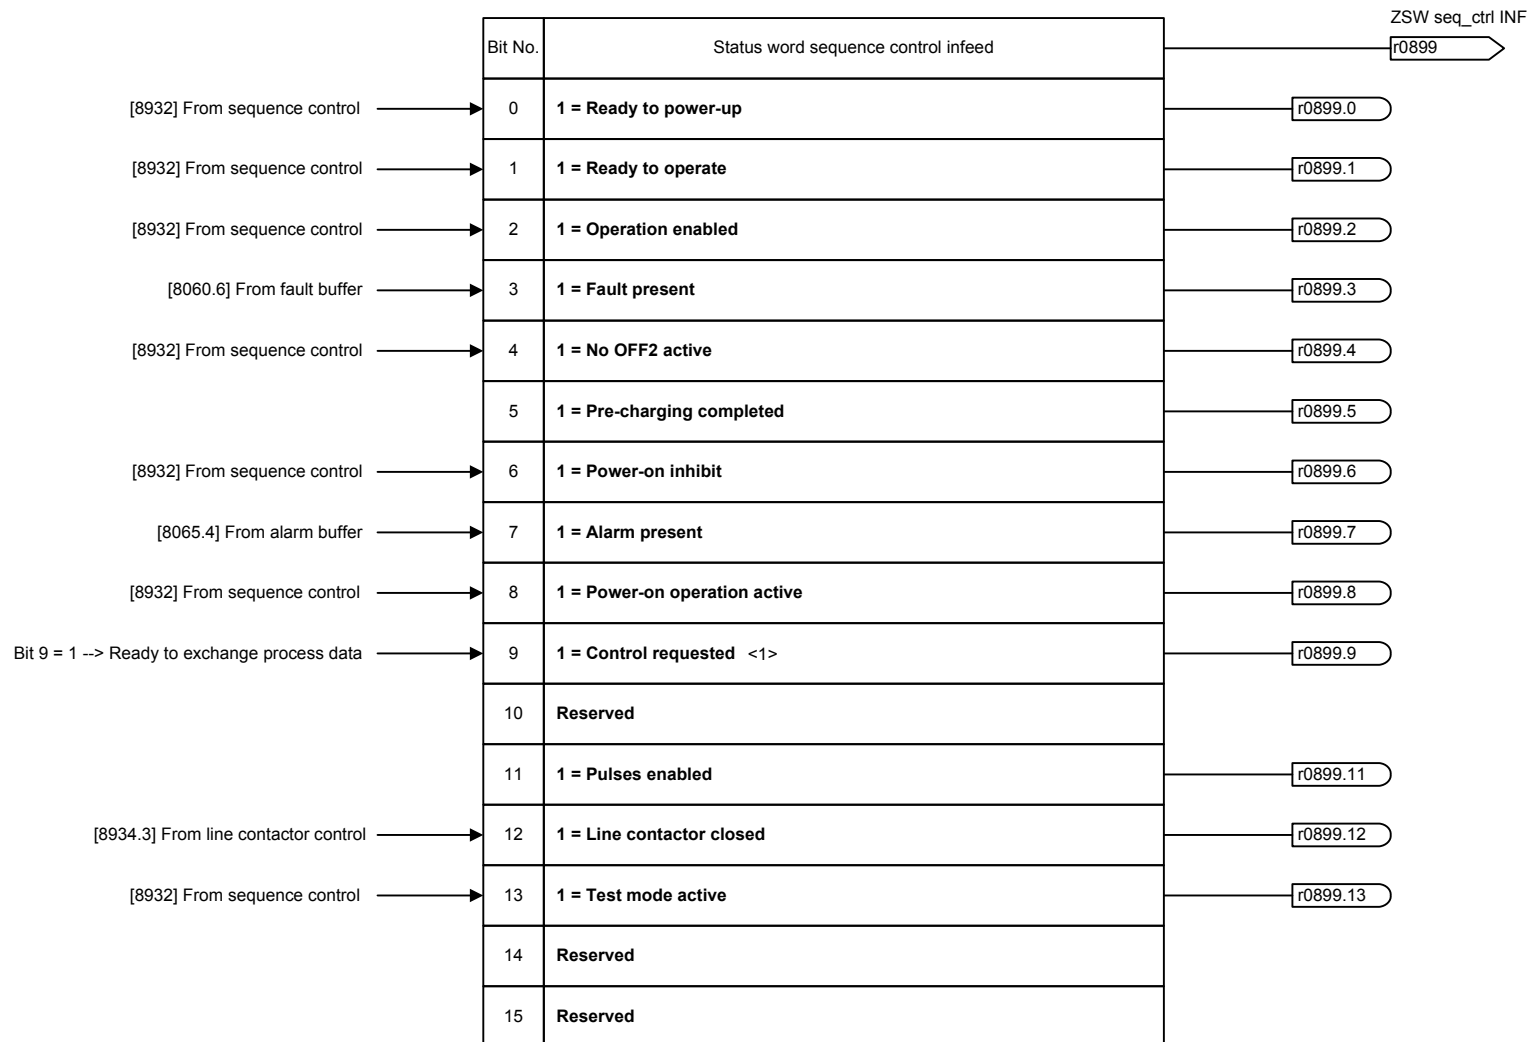 ZSW seq_ctrl INF
Bit No. Status word sequence control infeed r0899
[8932] From sequence control 0 1 = Ready to power-up r0899.0
[8932] From sequence control 1 1 = Ready to operate r0899.1
[8932] From sequence control 2 1 = Operation enabled r0899.2
[8060.6] From fault buffer 3 1 = Fault present r0899.3
[8932] From sequence control 4 1 = No OFF2 active r0899.4
5 1 = Pre-charging completed r0899.5
[8932] From sequence control 6 1 = Power-on inhibit r0899.6
[8065.4] From alarm buffer 7 1 = Alarm present r0899.7
[8932] From sequence control 8 1 = Power-on operation active r0899.8
Bit 9 = 1 --> Ready to exchange process data 9 1 = Control requested <1> r0899.9
10 Reserved
11 1 = Pulses enabled r0899.11
[8934.3] From line contactor control 12 1 = Line contactor closed r0899.12
[8932] From sequence control 13 1 = Test mode active r0899.13
14 Reserved
15 Reserved